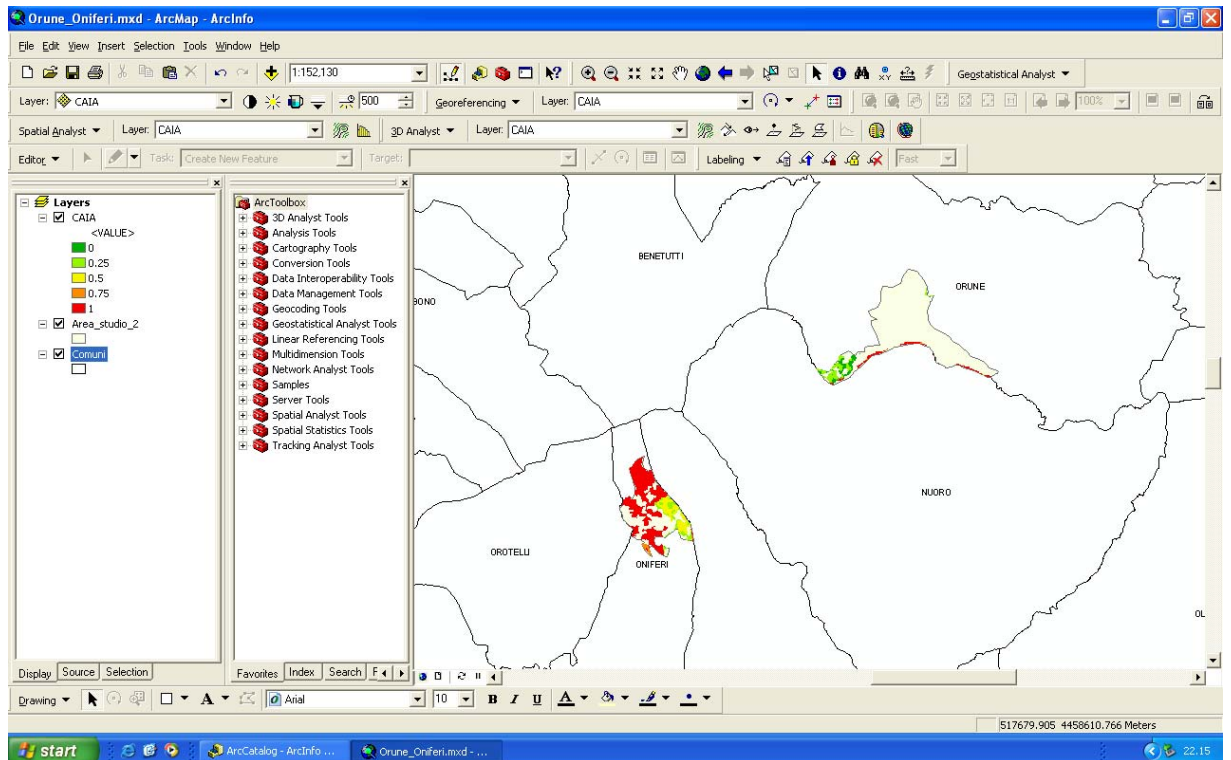 Orune_Oniferi.mxd - ArcMap - ArcInfo
File Edit View Insert Selection Tools Window Help
1:152,130 Geostatistical Analyst
Layer: CAIA 500 Georeferencing Layer: CAIA 100%
Spatial Analyst Layer: CAIA 3D Analyst Layer: CAIA
Editor Task: Create New Feature Target: Labeling Fast
Layers
CAIA
<VALUE>
0
0.25
0.5
0.75
1
Area_studio_2
Comuni
ArcToolbox
3D Analyst Tools
Analysis Tools
Cartography Tools
Conversion Tools
Data Interoperability Tools
Data Management Tools
Geocoding Tools
Geostatistical Analyst Tools
Linear Referencing Tools
Multidimension Tools
Network Analyst Tools
Samples
Server Tools
Spatial Analyst Tools
Spatial Statistics Tools
Tracking Analyst Tools
BENETUTTI
ORUNE
BONO
NUORO
OROTELLI
ONIFERI
OL
Display Source Selection
Favorites Index Search F
Drawing A Arial 10 B I U A
517679.905 4458610.766 Meters
start ArcCatalog - ArcInfo ... Orune_Oniferi.mxd - ... 22.15